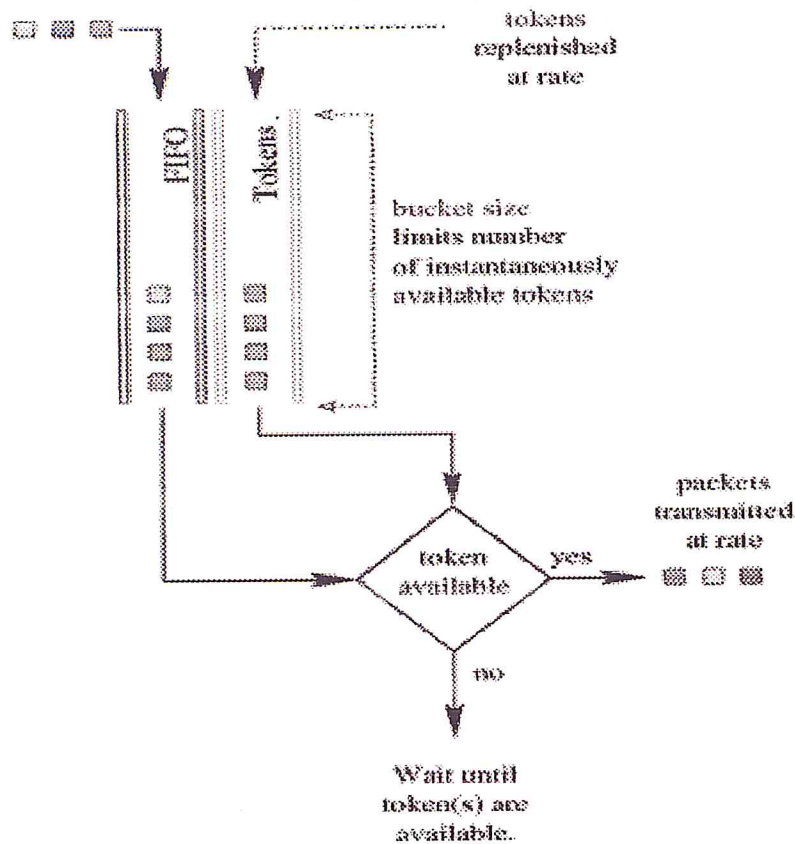 tokens
replenished
at rate
FIFO
Tokens
bucket size
limits number
of instantaneously
available tokens
token
available
yes
packets
transmitted
at rate
no
Wait until
token(s) are
available.